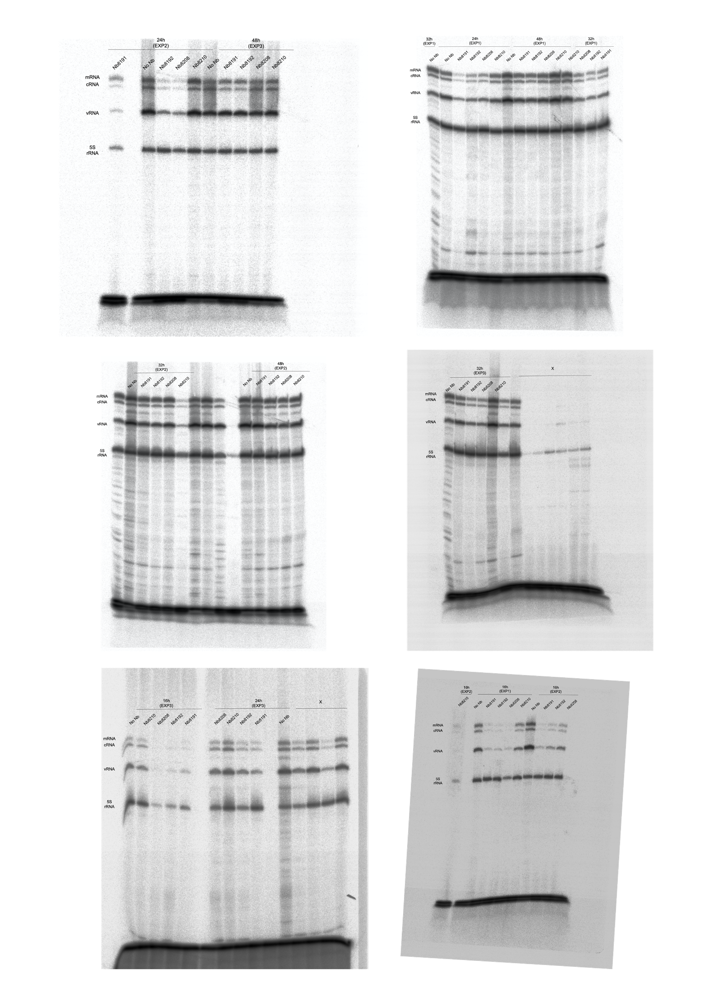 24h
(EXP2)
48h
(EXP3)
Nb8191
No Nb
Nb8192
Nb8208
Nb8210
No Nb
Nb8191
Nb8192
Nb8208
Nb8210
mRNA
cRNA
vRNA
5S
rRNA
32h
(EXP1)
24h
(EXP1)
48h
(EXP1)
32h
(EXP1)
No Nb
No Nb
Nb8191
Nb8192
Nb8208
Nb8210
No Nb
Nb8191
Nb8192
Nb8208
Nb8210
Nb8210
Nb8208
Nb8192
Nb8191
mRNA
cRNA
vRNA
5S
rRNA
32h
(EXP2)
48h
(EXP2)
No Nb
Nb8191
Nb8192
Nb8208
Nb8210
No Nb
Nb8191
Nb8192
Nb8208
Nb8210
mRNA
cRNA
vRNA
5S
rRNA
32h
(EXP3)
X
No Nb
Nb8191
Nb8192
Nb8208
Nb8210
mRNA
cRNA
vRNA
5S
rRNA
16h
(EXP3)
24h
(EXP3)
X
No Nb
Nb8210
Nb8208
Nb8192
Nb8191
Nb8208
Nb8210
Nb8192
Nb8191
No Nb
mRNA
cRNA
vRNA
5S
rRNA
16h
(EXP2)
16h
(EXP1)
16h
(EXP2)
Nb8210
No Nb
Nb8191
Nb8192
Nb8208
Nb8210
No Nb
Nb8191
Nb8192
Nb8208
mRNA
cRNA
vRNA
5S
rRNA